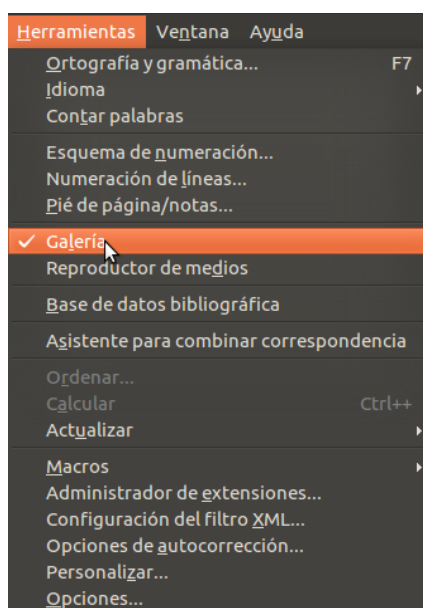 Herramientas Ventana Ayuda
Ortografía y gramática... F7
Idioma
Contar palabras
Esquema de numeración...
Numeración de líneas...
Pié de página/notas...
Galería
Reproductor de medios
Base de datos bibliográfica
Asistente para combinar correspondencia
Ordenar...
Calcular Ctrl++
Actualizar
Macros
Administrador de extensiones...
Configuración del filtro XML...
Opciones de autocorrección...
Personalizar...
Opciones...